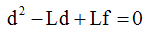 d² −Ld+Lf =0